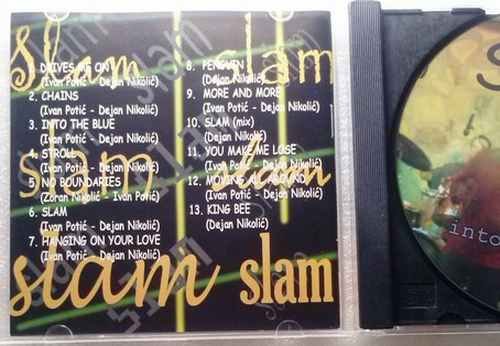 Slam slam
1. DRIVES ME ON
(Ivan Potić - Dejan Nikolić)
2. CHAINS
(Ivan Potić - Dejan Nikolić)
3. INTO THE BLUE
(Ivan Potić - Dejan Nikolić)
4. STROLL
(Ivan Potić - Dejan Nikolić)
5. NO BOUNDARIES
(Zoran Nikolić - Ivan Potić)
6. SLAM
(Ivan Potić - Dejan Nikolić)
7. HANGING ON YOUR LOVE
(Ivan Potić - Dejan Nikolić)
8. PENGUIN
(Dejan Nikolić)
9. MORE AND MORE
(Ivan Potić - Dejan Nikolić)
10. SLAM (mix)
(Dejan Nikolić)
11. YOU MAKE ME LOSE
(Ivan Potić - Dejan Nikolić)
12. MOVING ALL AROUND
(Ivan Potić - Dejan Nikolić)
13. KING BEE
(Dejan Nikolić)
slam slam
slam slam
into